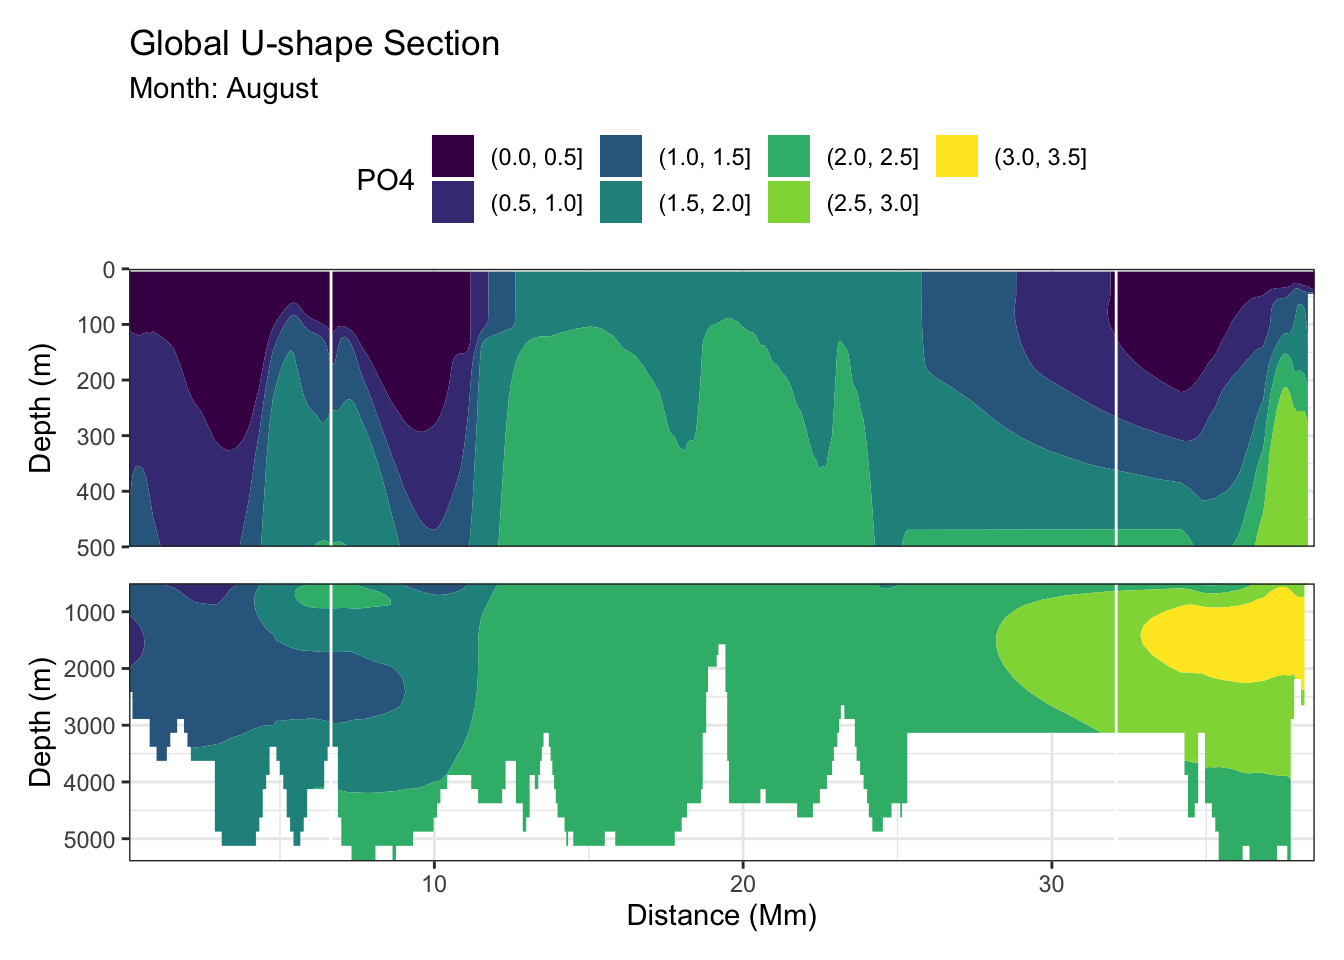 Global U-shape Section
Month: August
PO4
(0.0, 0.5] (1.0, 1.5] (2.0, 2.5] (3.0, 3.5]
(0.5, 1.0] (1.5, 2.0] (2.5, 3.0]
Depth (m)
0
100
200
300
400
500
Depth (m)
1000
2000
3000
4000
5000
10 20 30
Distance (Mm)